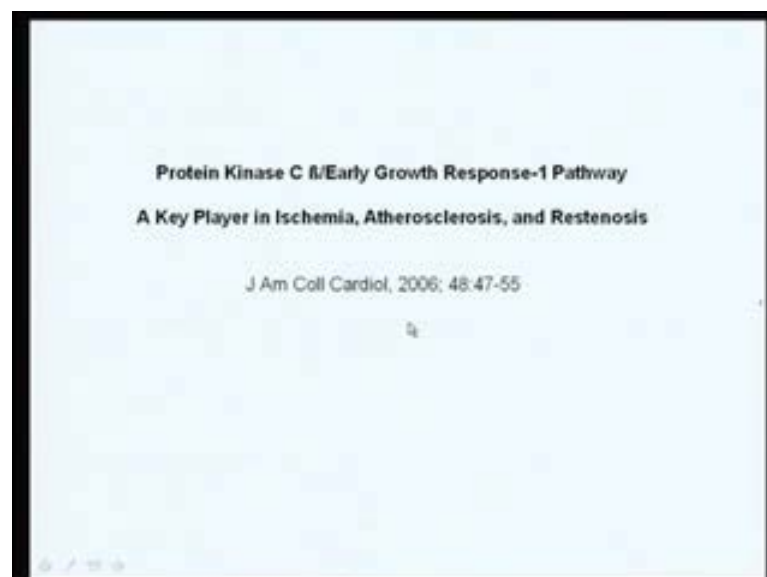 Protein Kinase C ß/Early Growth Response-1 Pathway
A Key Player in Ischemia, Atherosclerosis, and Restenosis
J Am Coll Cardiol, 2006; 48:47-55